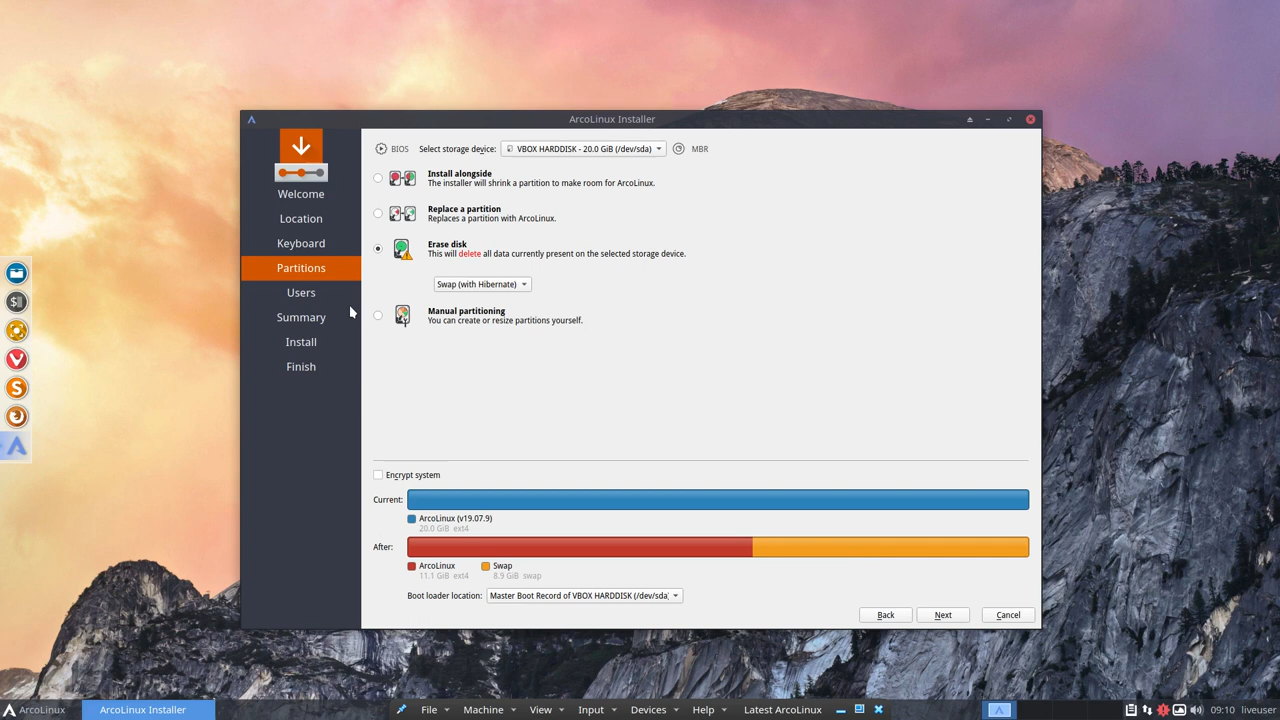 ArcoLinux Installer
BIOS Select storage device: VBOX HARDDISK - 20.0 GiB (/dev/sda) MBR
Welcome
Location
Keyboard
Partitions
Users
Summary
Install
Finish
Install alongside
The installer will shrink a partition to make room for ArcoLinux.
Replace a partition
Replaces a partition with ArcoLinux.
Erase disk
This will delete all data currently present on the selected storage device.
Swap (with Hibernate)
Manual partitioning
You can create or resize partitions yourself.
Encrypt system
Current:
ArcoLinux (v19.07.9)
20.0 GiB ext4
After:
ArcoLinux Swap
11.1 GiB ext4 8.9 GiB swap
Boot loader location: Master Boot Record of VBOX HARDDISK (/dev/sda)
Back Next Cancel
ArcoLinux ArcoLinux Installer File Machine View Input Devices Help Latest ArcoLinux 09:10 liveuser